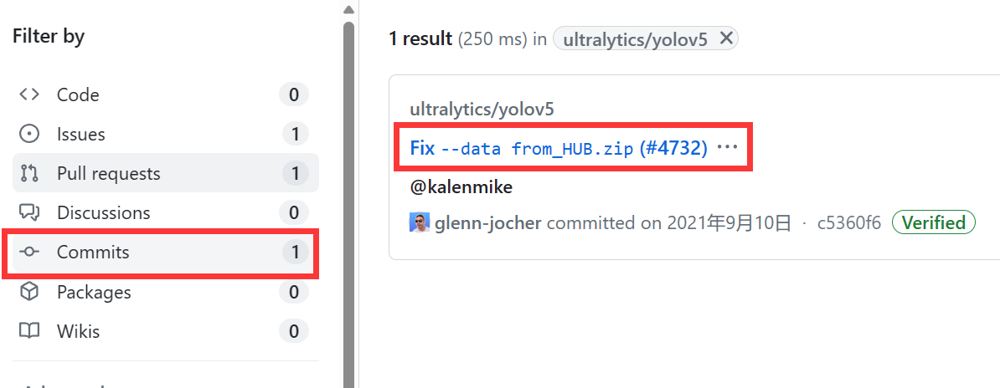 Filter by
Code 0
Issues 1
Pull requests 1
Discussions 0
Commits 1
Packages 0
Wikis 0
1 result (250 ms) in ultralytics/yolov5
ultralytics/yolov5
Fix --data from_HUB.zip (#4732) ···
@kalenmike
glenn-jocher committed on 2021年9月10日 · c5360f6 Verified